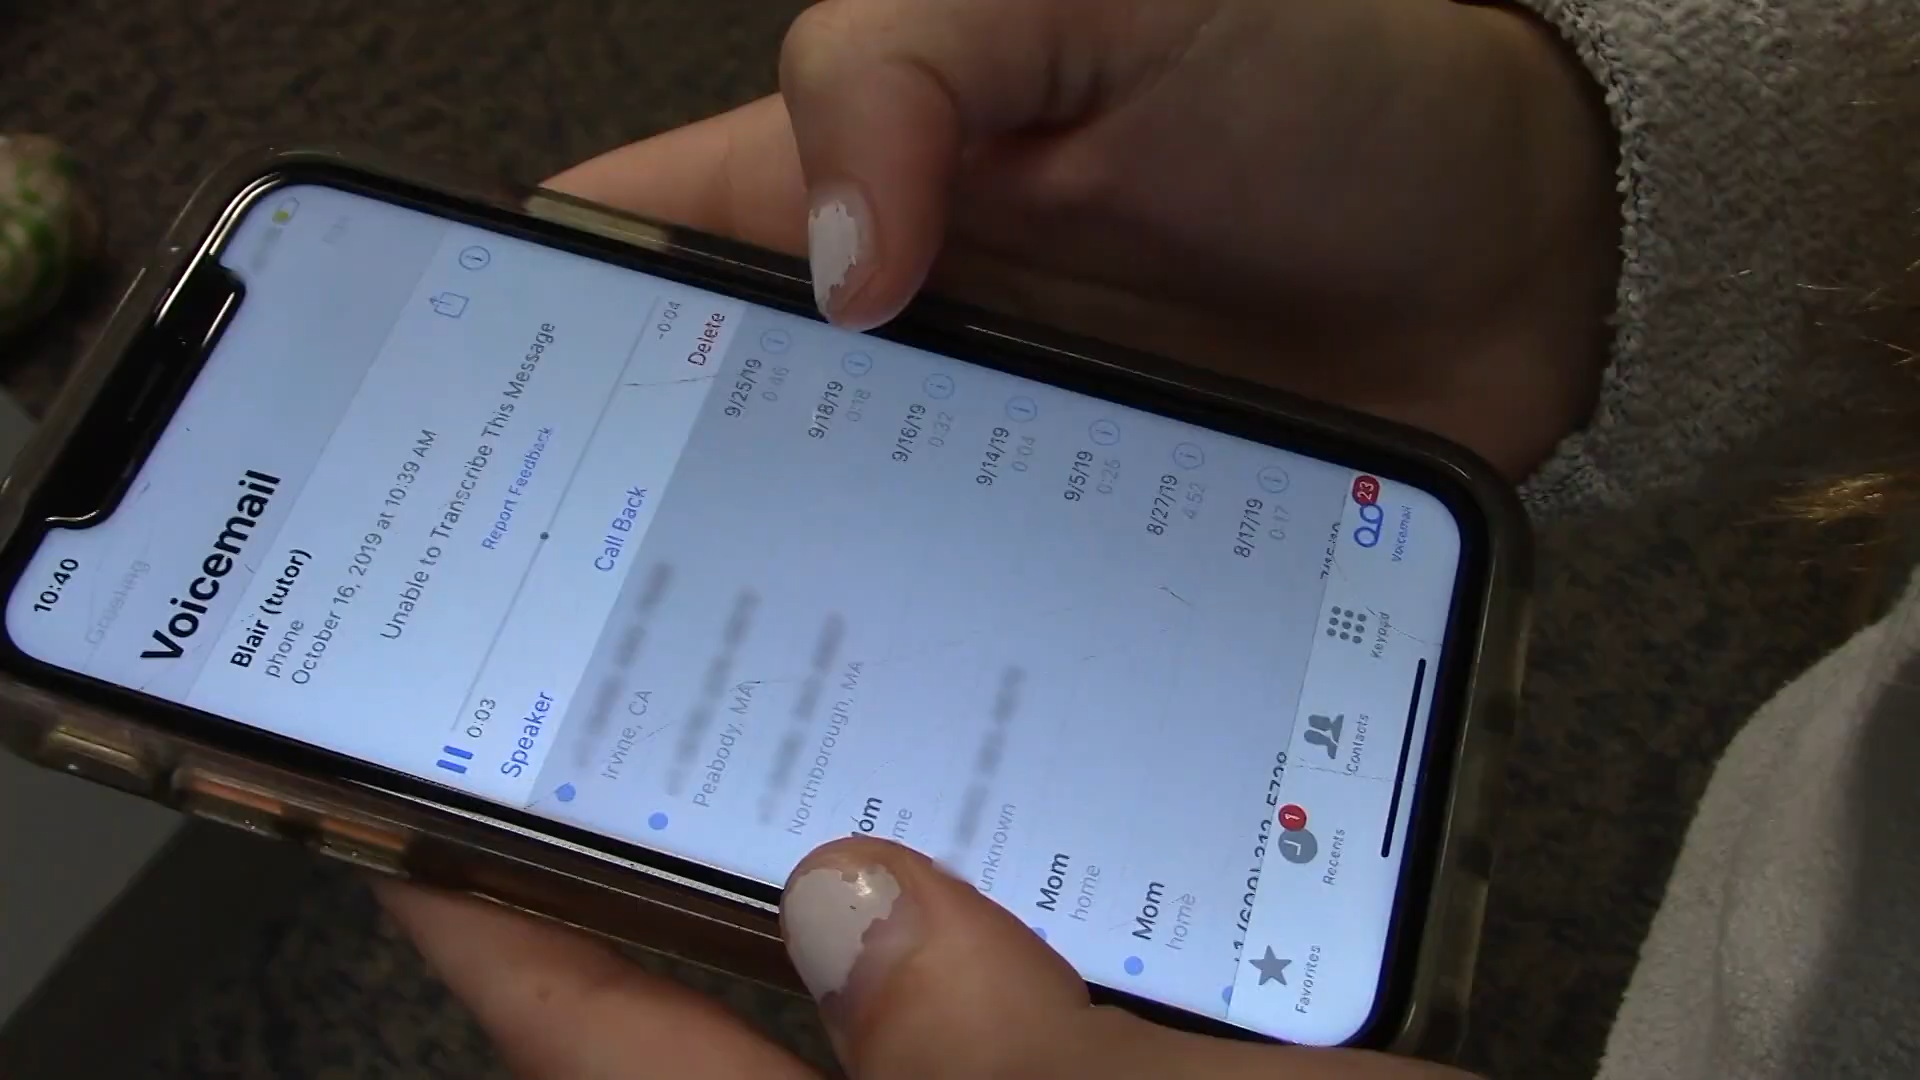 10:40
Greeting
Voicemail
Blair (tutor)
phone
October 16, 2019 at 10:39 AM
Unable to Transcribe This Message
Report Feedback
0:03
-0:04
Speaker
Call Back
Delete
Irvine, CA
9/25/19
0:46
Peabody, MA
9/18/19
0:18
Northborough, MA
9/16/19
0:32
9/14/19
0:04
unknown
9/5/19
0:25
Mom
home
8/27/19
4:52
Mom
home
8/17/19
0:17
Favorites
1
Recents
Contacts
Keypad
23
Voicemail